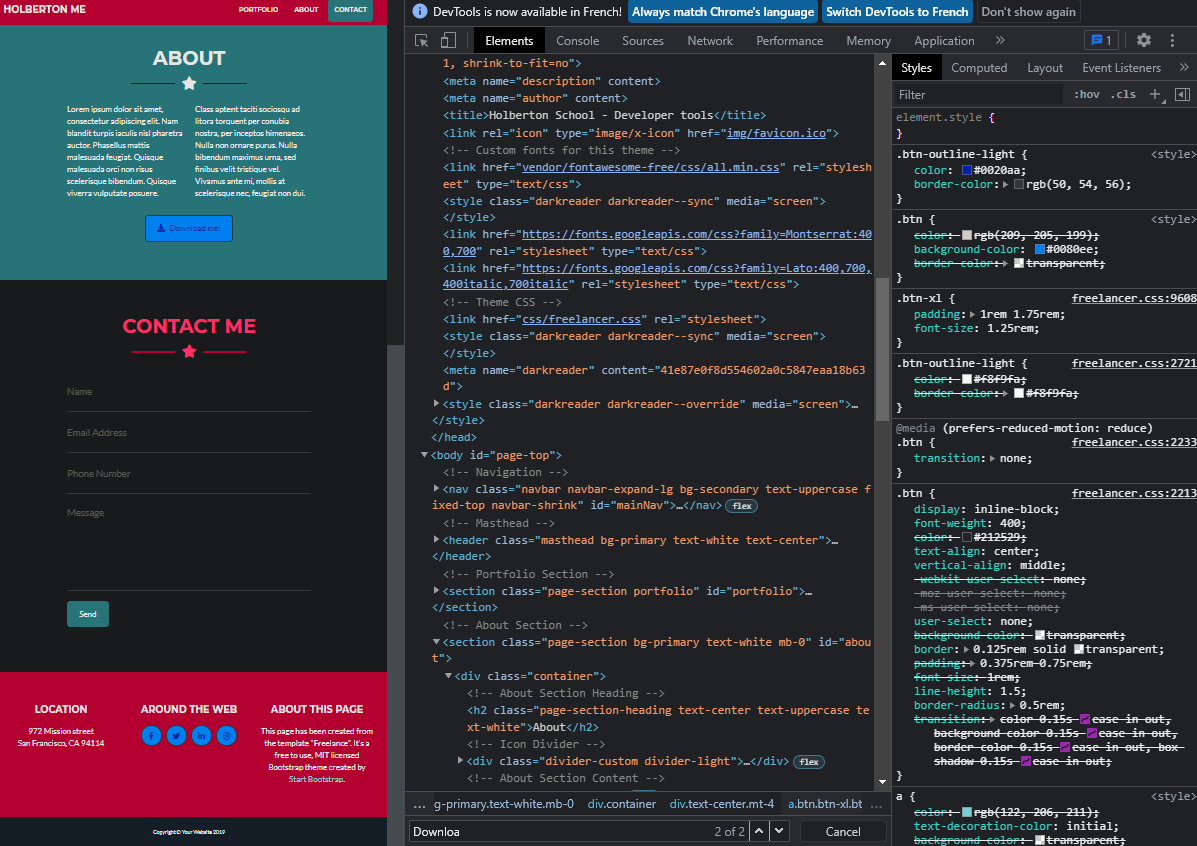 HOLBERTON ME
PORTFOLIO
ABOUT
CONTACT
ABOUT
Lorem ipsum dolor sit amet,
consectetur adipiscing elit. Nam
blandit turpis iaculis nisl pharetra
auctor. Phasellus mattis
malesuada feugiat. Quisque
malesuada orci non risus
scelerisque bibendum. Quisque
viverra vulputate posuere.
Class aptent taciti sociosqu ad
litora torquent per conubia
nostra, per inceptos himenaeos.
Nulla non ornare purus. Nulla
bibendum maximus urna, sed
finibus velit tristique vel.
Vivamus ante mi, mollis at
scelerisque nec, feugiat non dui.
Download me!
CONTACT ME
Name
Email Address
Phone Number
Message
Send
LOCATION
972 Mission street
San Francisco, CA 94114
AROUND THE WEB
ABOUT THIS PAGE
This page has been created from
the template "Freelance". It's a
free to use, MIT licensed
Bootstrap theme created by
Start Bootstrap.
Copyright © Your Website 2019
DevTools is now available in French!
Always match Chrome's language
Switch DevTools to French
Don't show again
Elements
Console
Sources
Network
Performance
Memory
Application
»
1
1, shrink-to-fit=no">
<meta name="description" content>
<meta name="author" content>
<title>Holberton School - Developer tools</title>
<link rel="icon" type="image/x-icon" href="img/favicon.ico">
<!-- Custom fonts for this theme -->
<link href="vendor/fontawesome-free/css/all.min.css" rel="stylesh
eet" type="text/css">
<style class="darkreader darkreader--sync" media="screen">
</style>
<link href="https://fonts.googleapis.com/css?family=Montserrat:40
0,700" rel="stylesheet" type="text/css">
<link href="https://fonts.googleapis.com/css?family=Lato:400,700,
400italic,700italic" rel="stylesheet" type="text/css">
<!-- Theme CSS -->
<link href="css/freelancer.css" rel="stylesheet">
<style class="darkreader darkreader--sync" media="screen">
</style>
<meta name="darkreader" content="41e87e0f8d554602a0c5847eaa18b63
d">
<style class="darkreader darkreader--override" media="screen">…
</style>
</head>
<body id="page-top">
<!-- Navigation -->
<nav class="navbar navbar-expand-lg bg-secondary text-uppercase f
ixed-top navbar-shrink" id="mainNav">…</nav> flex
<!-- Masthead -->
<header class="masthead bg-primary text-white text-center">…
</header>
<!-- Portfolio Section -->
<section class="page-section portfolio" id="portfolio">…
</section>
<!-- About Section -->
<section class="page-section bg-primary text-white mb-0" id="abou
t">
<div class="container">
<!-- About Section Heading -->
<h2 class="page-section-heading text-center text-uppercase te
xt-white">About</h2>
<!-- Icon Divider -->
<div class="divider-custom divider-light">…</div> flex
<!-- About Section Content -->
… g-primary.text-white.mb-0 div.container div.text-center.mt-4 a.btn.btn-xl.bt …
Downloa
2 of 2
Cancel
Styles
Computed
Layout
Event Listeners
»
Filter
:hov .cls +
element.style {
}
.btn-outline-light { <style>
color: #0020aa;
border-color: rgb(50, 54, 56);
}
.btn { <style>
color: rgb(209, 205, 199);
background-color: #0080ee;
border-color: transparent;
}
.btn-xl { freelancer.css:9608
padding: 1rem 1.75rem;
font-size: 1.25rem;
}
.btn-outline-light { freelancer.css:2721
color: #f8f9fa;
border-color: #f8f9fa;
}
@media (prefers-reduced-motion: reduce)
.btn { freelancer.css:2233
transition: none;
}
.btn { freelancer.css:2213
display: inline-block;
font-weight: 400;
color: #212529;
text-align: center;
vertical-align: middle;
-webkit-user-select: none;
-moz-user-select: none;
-ms-user-select: none;
user-select: none;
background-color: transparent;
border: 0.125rem solid transparent;
padding: 0.375rem 0.75rem;
font-size: 1rem;
line-height: 1.5;
border-radius: 0.5rem;
transition: color 0.15s ease-in-out,
background-color 0.15s ease-in-out,
border-color 0.15s ease-in-out, box-
shadow 0.15s ease-in-out;
}
a { <style>
color: rgb(122, 206, 211);
text-decoration-color: initial;
background-color: transparent;